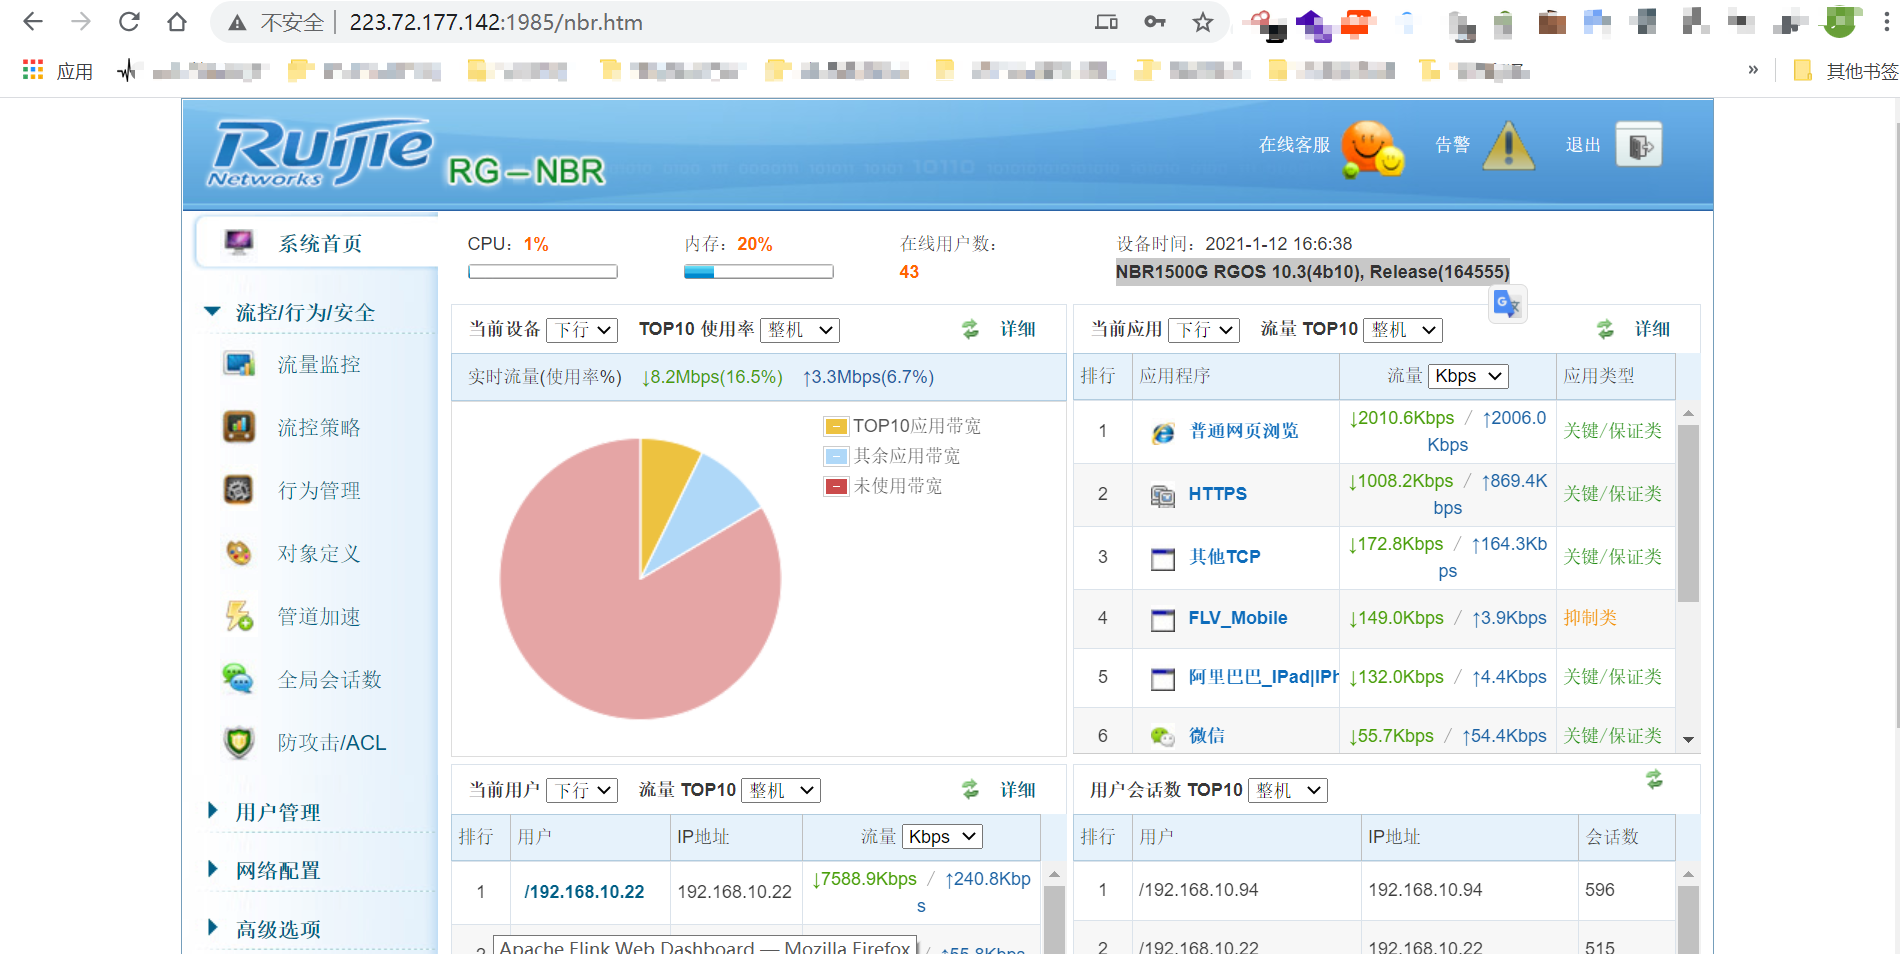 不安全 223.72.177.142:1985/nbr.htm
应用
» 其他书签
Ruijie Networks RG-NBR
在线客服 告警 退出
系统首页
CPU: 1% 内存: 20% 在线用户数: 43
设备时间: 2021-1-12 16:6:38
NBR1500G RGOS 10.3(4b10), Release(164555)
流控/行为/安全
流量监控
流控策略
行为管理
对象定义
管道加速
全局会话数
防攻击/ACL
用户管理
网络配置
高级选项
当前设备 下行 TOP10 使用率 整机 详细
实时流量(使用率%) ↓8.2Mbps(16.5%) ↑3.3Mbps(6.7%)
TOP10应用带宽
其余应用带宽
未使用带宽
当前应用 下行 流量 TOP10 整机 详细
排行 应用程序 流量 Kbps 应用类型
1 普通网页浏览 ↓2010.6Kbps / ↑2006.0Kbps 关键/保证类
2 HTTPS ↓1008.2Kbps / ↑869.4Kbps 关键/保证类
3 其他TCP ↓172.8Kbps / ↑164.3Kbps 关键/保证类
4 FLV_Mobile ↓149.0Kbps / ↑3.9Kbps 抑制类
5 阿里巴巴_IPad|IPh ↓132.0Kbps / ↑4.4Kbps 关键/保证类
6 微信 ↓55.7Kbps / ↑54.4Kbps 关键/保证类
当前用户 下行 流量 TOP10 整机 详细
排行 用户 IP地址 流量 Kbps
1 /192.168.10.22 192.168.10.22 ↓7588.9Kbps / ↑240.8Kbps
2 / ↑55.8Kbps
Apache Flink Web Dashboard — Mozilla Firefox
用户会话数 TOP10 整机
排行 用户 IP地址 会话数
1 /192.168.10.94 192.168.10.94 596
2 /192.168.10.22 192.168.10.22 515